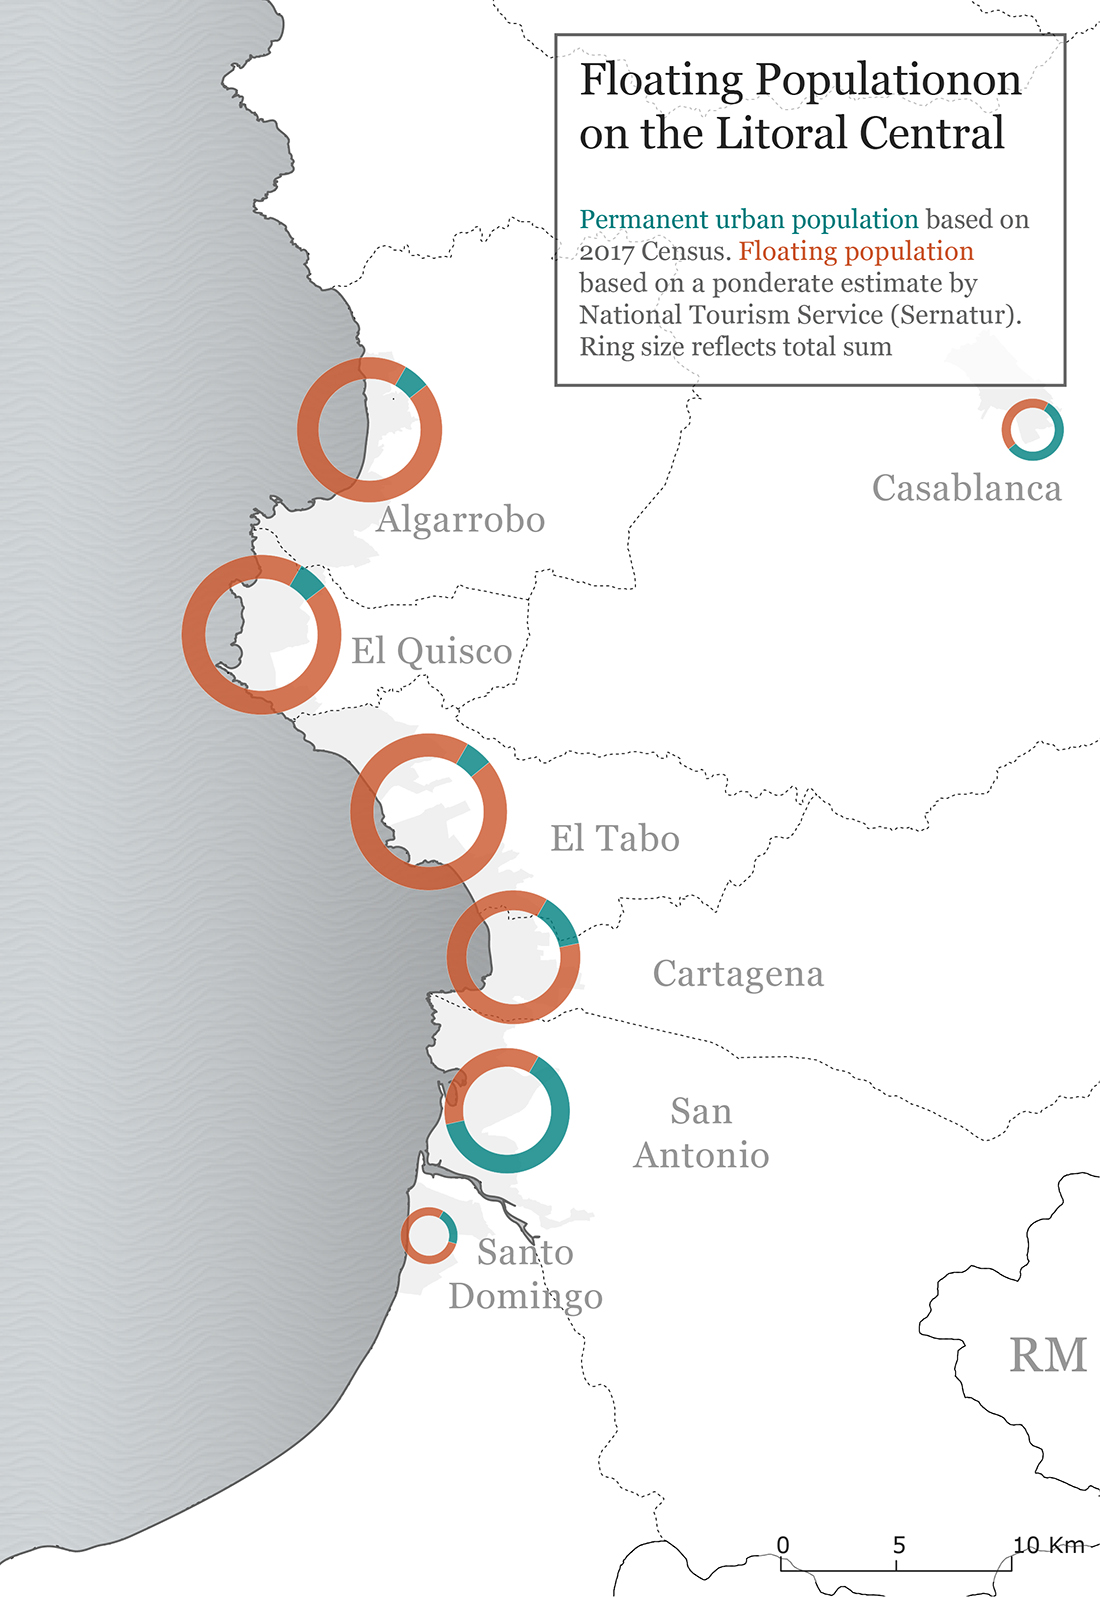 Floating Populationon
on the Litoral Central
Permanent urban population based on
2017 Census. Floating population
based on a ponderate estimate by
National Tourism Service (Sernatur).
Ring size reflects total sum
Casablanca
Algarrobo
El Quisco
El Tabo
Cartagena
San
Antonio
Santo
Domingo
RM
0 5 10 Km